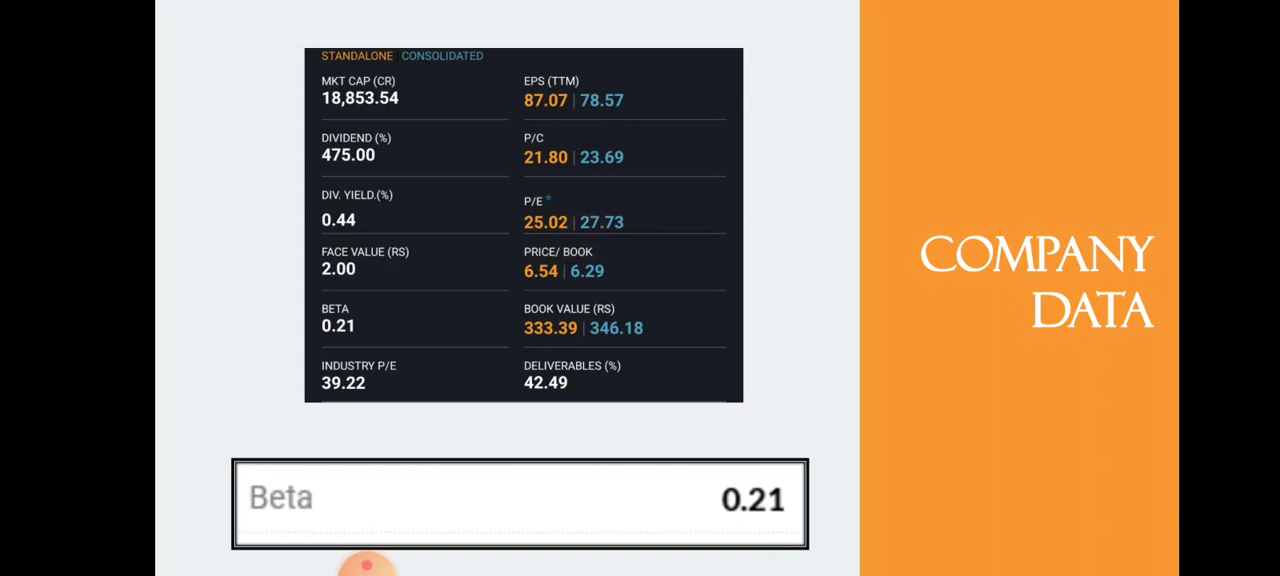 STANDALONE CONSOLIDATED
MKT CAP (CR)
18,853.54
EPS (TTM)
87.07 | 78.57
DIVIDEND (%)
475.00
P/C
21.80 | 23.69
DIV. YIELD.(%)
0.44
P/E *
25.02 | 27.73
FACE VALUE (RS)
2.00
PRICE/ BOOK
6.54 | 6.29
BETA
0.21
BOOK VALUE (RS)
333.39 | 346.18
INDUSTRY P/E
39.22
DELIVERABLES (%)
42.49
Beta 0.21
COMPANY
DATA